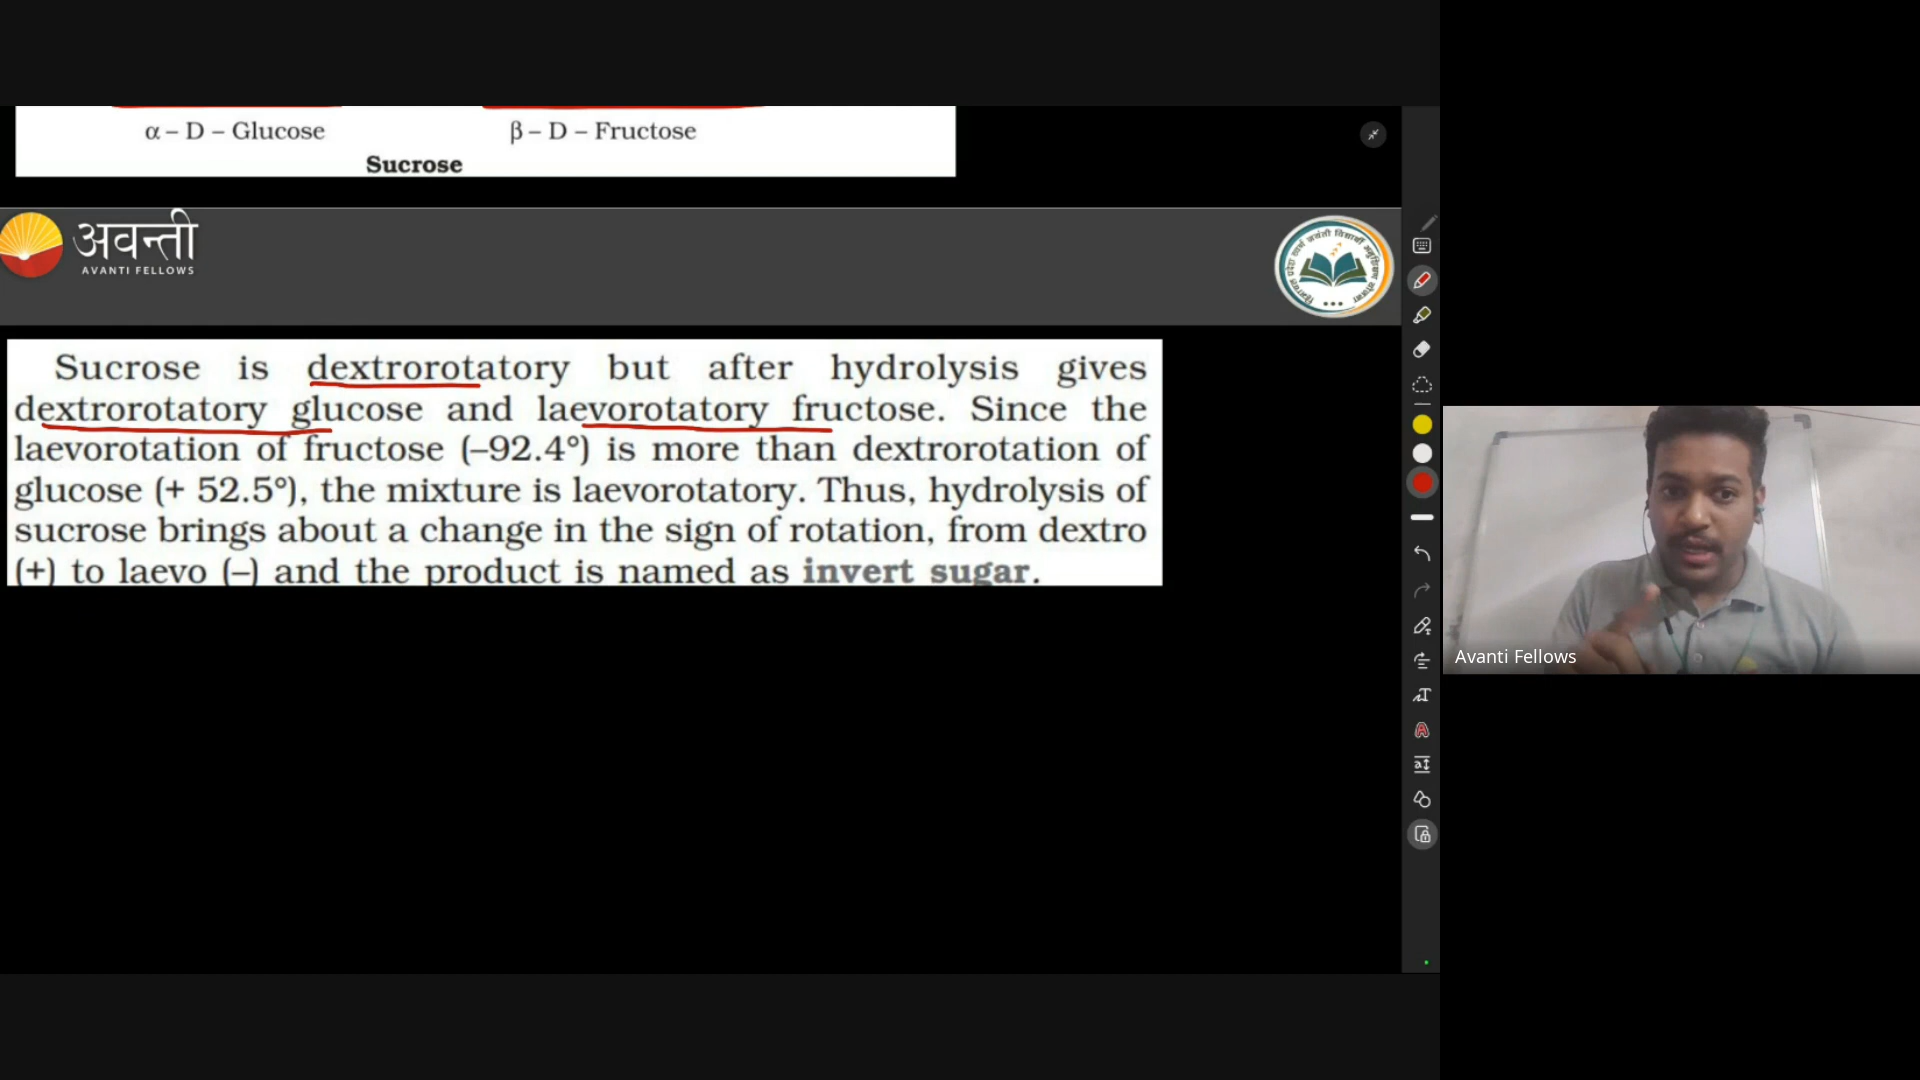 α – D – Glucose β – D – Fructose
Sucrose
अवन्ती
AVANTI FELLOWS
Sucrose is dextrorotatory but after hydrolysis gives
dextrorotatory glucose and laevorotatory fructose. Since the
laevorotation of fructose (–92.4°) is more than dextrorotation of
glucose (+ 52.5°), the mixture is laevorotatory. Thus, hydrolysis of
sucrose brings about a change in the sign of rotation, from dextro
(+) to laevo (–) and the product is named as invert sugar.
Avanti Fellows